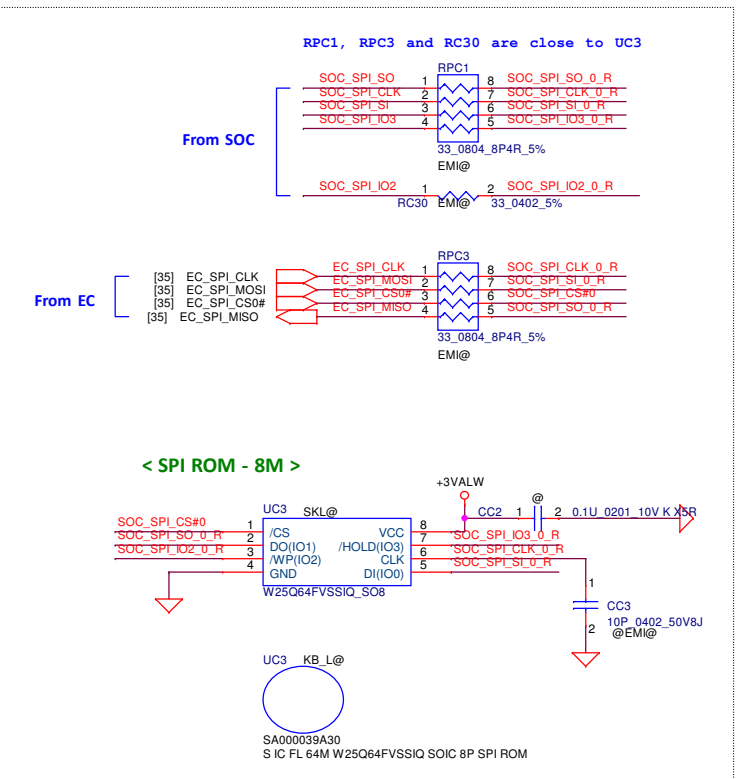 RPC1, RPC3 and RC30 are close to UC3
RPC1
SOC_SPI_SO 1 8 SOC_SPI_SO_0_R
SOC_SPI_CLK 2 7 SOC_SPI_CLK_0_R
SOC_SPI_SI 3 6 SOC_SPI_SI_0_R
SOC_SPI_IO3 4 5 SOC_SPI_IO3_0_R
From SOC
33_0804_8P4R_5%
EMI@
SOC_SPI_IO2 1 2 SOC_SPI_IO2_0_R
RC30 EMI@ 33_0402_5%
RPC3
[35] EC_SPI_CLK EC_SPI_CLK 1 8 SOC_SPI_CLK_0_R
[35] EC_SPI_MOSI EC_SPI_MOSI 2 7 SOC_SPI_SI_0_R
From EC
[35] EC_SPI_CS0# EC_SPI_CS0# 3 6 SOC_SPI_CS#0
[35] EC_SPI_MISO EC_SPI_MISO 4 5 SOC_SPI_SO_0_R
33_0804_8P4R_5%
EMI@
< SPI ROM - 8M >
+3VALW
UC3 SKL@
CC2 1 @ 2 0.1U_0201_10V K X5R
SOC_SPI_CS#0 1 /CS VCC 8
SOC_SPI_SO_0_R 2 DO(IO1) /HOLD(IO3) 7 SOC_SPI_IO3_0_R
SOC_SPI_IO2_0_R 3 /WP(IO2) CLK 6 SOC_SPI_CLK_0_R
4 GND DI(IO0) 5 SOC_SPI_SI_0_R
W25Q64FVSSIQ_SO8
1
CC3
10P_0402_50V8J
2 @EMI@
UC3 KB_L@
SA000039A30
S IC FL 64M W25Q64FVSSIQ SOIC 8P SPI ROM